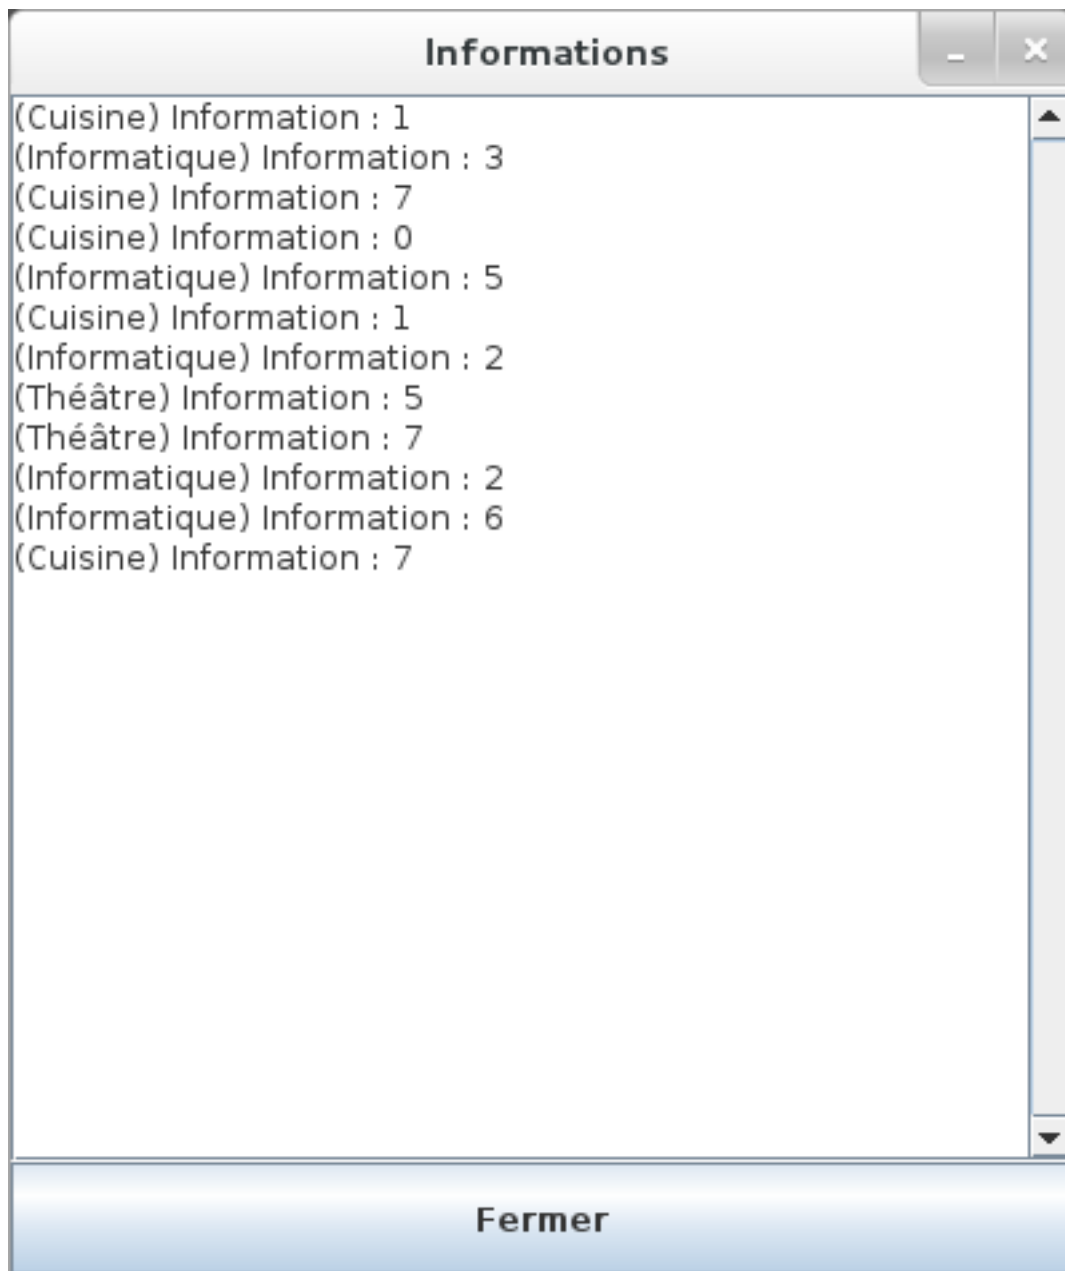 Informations
(Cuisine) Information : 1
(Informatique) Information : 3
(Cuisine) Information : 7
(Cuisine) Information : 0
(Informatique) Information : 5
(Cuisine) Information : 1
(Informatique) Information : 2
(Théâtre) Information : 5
(Théâtre) Information : 7
(Informatique) Information : 2
(Informatique) Information : 6
(Cuisine) Information : 7
Fermer